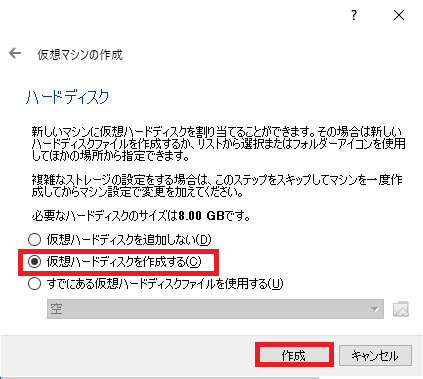 ?
仮想マシンの作成
ハードディスク
新しいマシンに仮想ハードディスクを割り当てることができます。その場合は新しい
ハードディスクファイルを作成するか、リストから選択またはフォルダーアイコンを使用
してほかの場所から指定できます。
複雑なストレージの設定をする場合は、このステップをスキップしてマシンを一度作
成してからマシン設定で変更を加えてください。
必要なハードディスクのサイズは8.00 GBです。
仮想ハードディスクを追加しない(D)
仮想ハードディスクを作成する(C)
すでにある仮想ハードディスクファイルを使用する(U)
空
作成 キャンセル